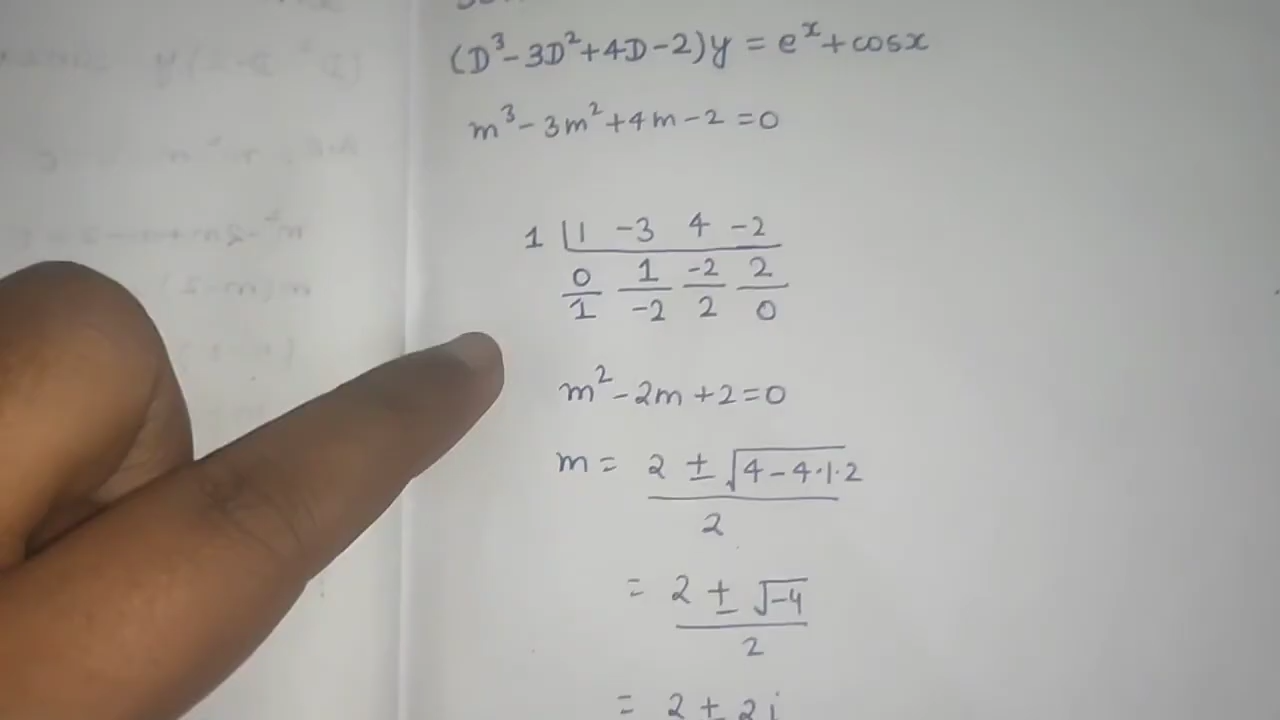 (D³-3D²+4D-2)y = eˣ+cosx
m³-3m²+4m-2=0
1 | 1 -3 4 -2
0 1 -2 2
1 -2 2 0
m²-2m+2=0
m = 2 ± √4-4·1·2
2
= 2 ± √-4
2
= 2 ± 2i